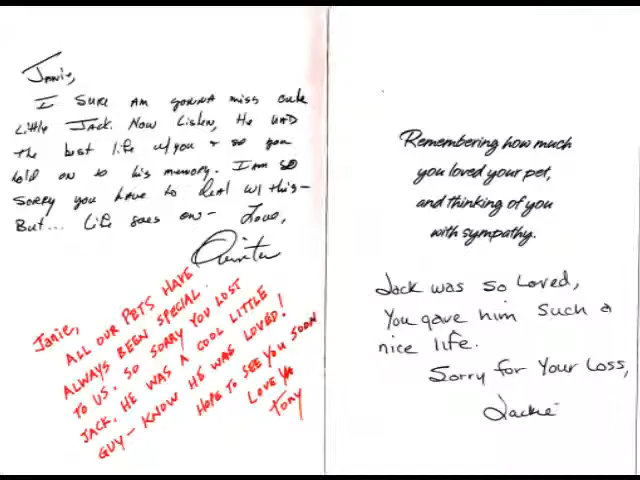 Janie,
I SURE AM GONNA MISS CUTE
LITTLE JACK. NOW LISTEN, HE HAD
THE BEST LIFE W/YOU & SO YOU
HOLD ON TO HIS MEMORY. I AM SO
SORRY YOU HAVE TO DEAL W/ THIS-
BUT... LIFE GOES ON- LOVE,
Janie,
ALL OUR PETS HAVE
ALWAYS BEEN SPECIAL
TO US. SO SORRY YOU LOST
JACK. HE WAS A COOL LITTLE
GUY- KNOW HE WAS LOVED!
HOPE TO SEE YOU SOON
LOVE YA
TONY
Remembering how much
you loved your pet,
and thinking of you
with sympathy.
Jack was so Loved,
You gave him such a
nice life.
Sorry for Your Loss,
Jackie